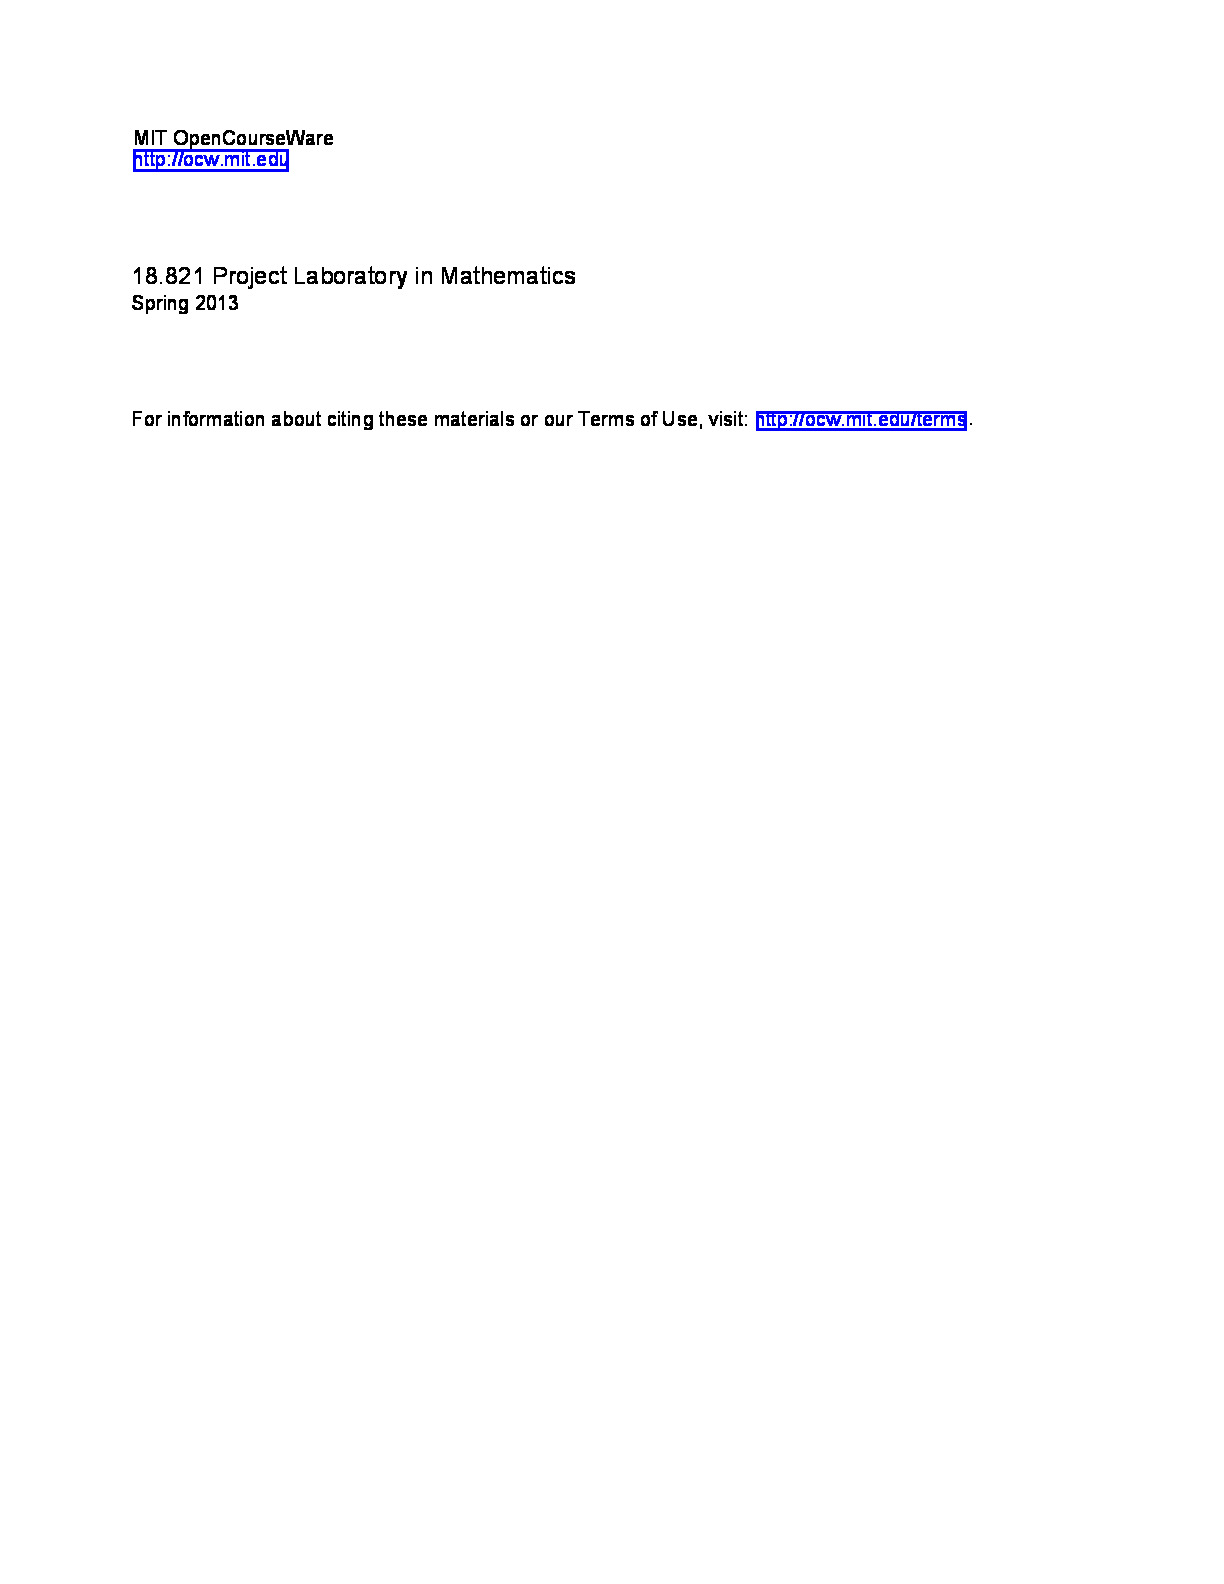 MIT OpenCourseWare
http://ocw.mit.edu
18.821 Project Laboratory in Mathematics
Spring 2013
For information about citing these materials or our Terms of Use, visit: http://ocw.mit.edu/terms.